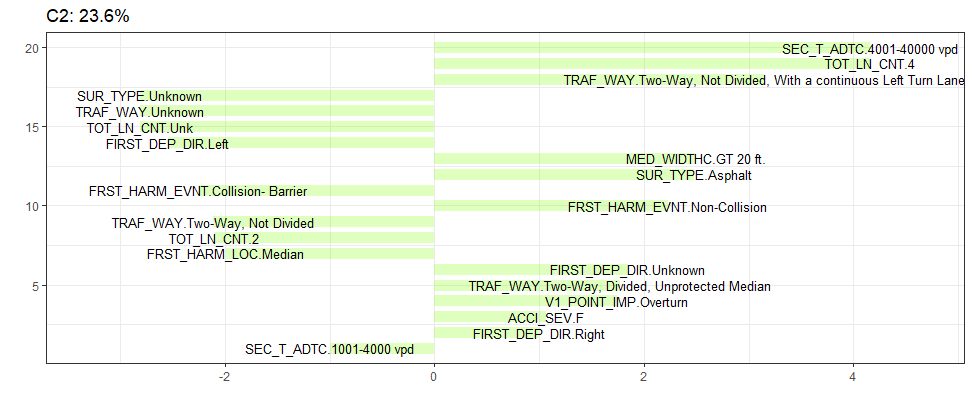 C2: 23.6%
20
SEC_T_ADTC.4001-40000 vpd
TOT_LN_CNT.4
TRAF_WAY.Two-Way, Not Divided, With a continuous Left Turn Lane
SUR_TYPE.Unknown
TRAF_WAY.Unknown
15
TOT_LN_CNT.Unk
FIRST_DEP_DIR.Left
MED_WIDTHC.GT 20 ft.
SUR_TYPE.Asphalt
FRST_HARM_EVNT.Collision- Barrier
10
FRST_HARM_EVNT.Non-Collision
TRAF_WAY.Two-Way, Not Divided
TOT_LN_CNT.2
FRST_HARM_LOC.Median
FIRST_DEP_DIR.Unknown
5
TRAF_WAY.Two-Way, Divided, Unprotected Median
V1_POINT_IMP.Overturn
ACCI_SEV.F
FIRST_DEP_DIR.Right
SEC_T_ADTC.1001-4000 vpd
-2 0 2 4